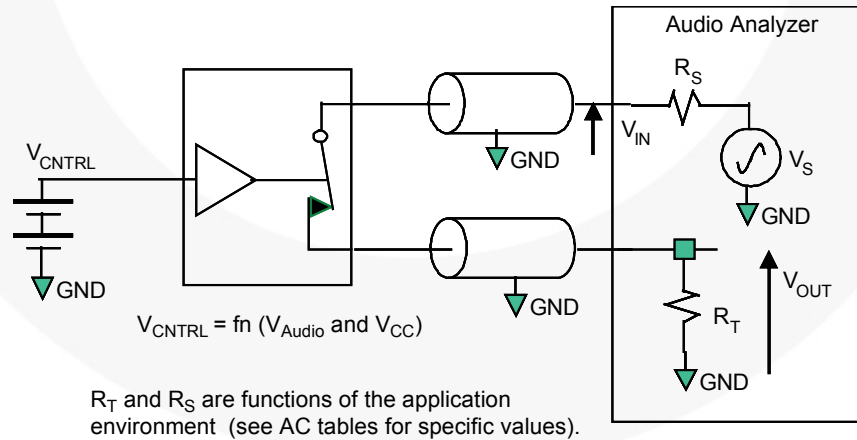 Audio Analyzer
R_S
V_CNTRL
GND
V_IN
V_S
GND
GND
GND
V_OUT
R_T
GND
V_CNTRL = fn (V_Audio and V_CC)
R_T and R_S are functions of the application
environment (see AC tables for specific values).